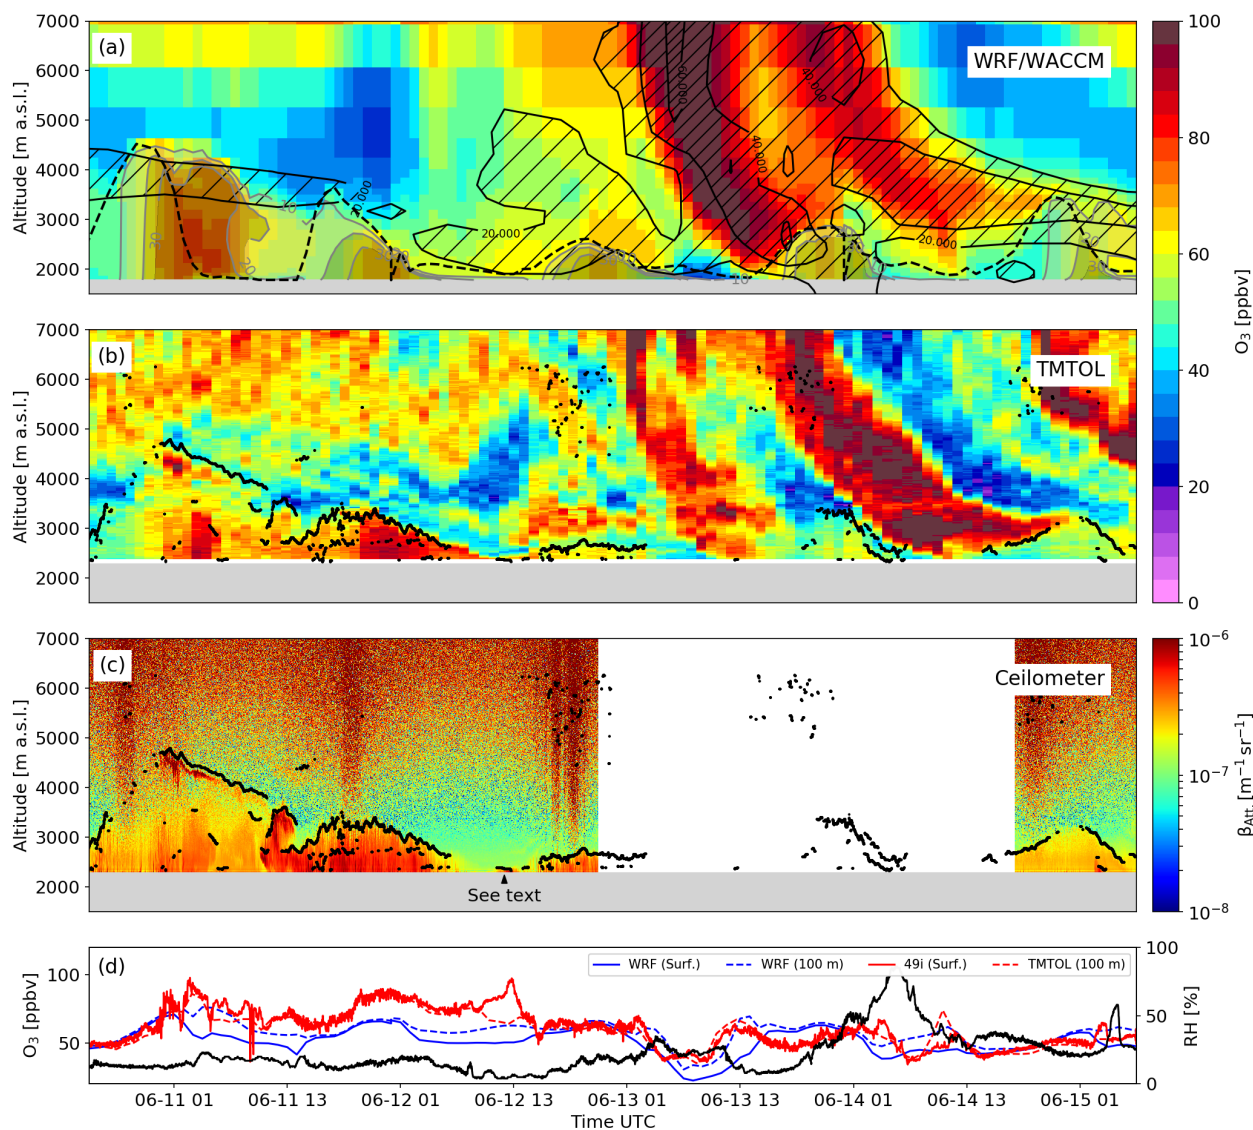 (a)
WRF/WACCM
7000
6000
5000
4000
3000
2000
Altitude [m a.s.l.]
60.000
40.000
40.000
20.000
20.000
20.000
10
30
20
10
30
(b)
TMTOL
7000
6000
5000
4000
3000
2000
Altitude [m a.s.l.]
100
80
60
40
20
0
O₃ [ppbv]
(c)
Ceilometer
7000
6000
5000
4000
3000
2000
Altitude [m a.s.l.]
See text
10⁻⁶
10⁻⁷
10⁻⁸
βAtt. [m⁻¹ sr⁻¹]
(d)
WRF (Surf.) WRF (100 m) 49i (Surf.) TMTOL (100 m)
100
50
O₃ [ppbv]
100
50
0
RH [%]
06-11 01 06-11 13 06-12 01 06-12 13 06-13 01 06-13 13 06-14 01 06-14 13 06-15 01
Time UTC